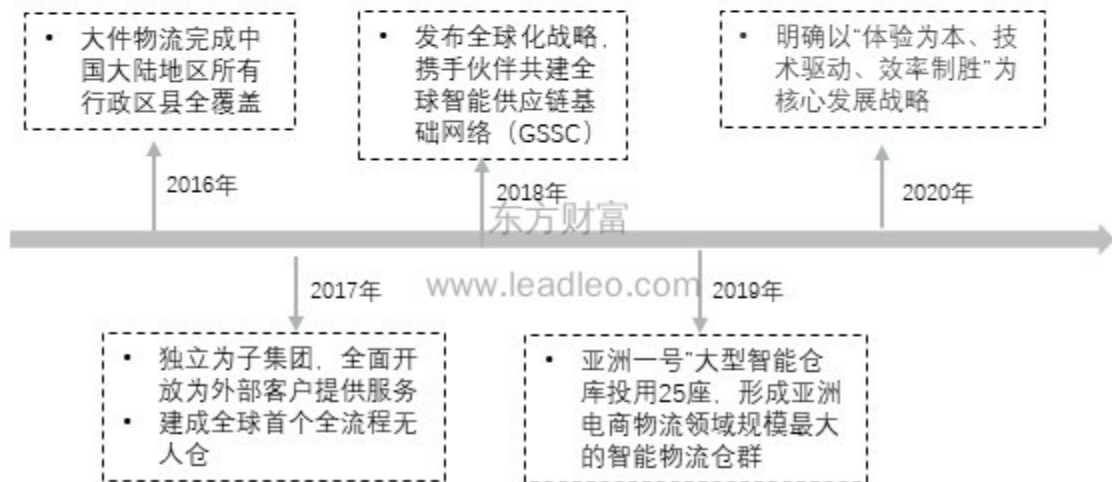 • 大件物流完成中
国大陆地区所有
行政区县全覆盖
2016年
• 发布全球化战略，
携手伙伴共建全
球智能供应链基
础网络（GSSC）
2018年
• 明确以“体验为本、技
术驱动、效率制胜”为
核心发展战略
2020年
东方财富
www.leadleo.com
2017年
• 独立为子集团，全面开
放为外部客户提供服务
• 建成全球首个全流程无
人仓
2019年
• 亚洲一号”大型智能仓
库投用25座，形成亚洲
电商物流领域规模最大
的智能物流仓群